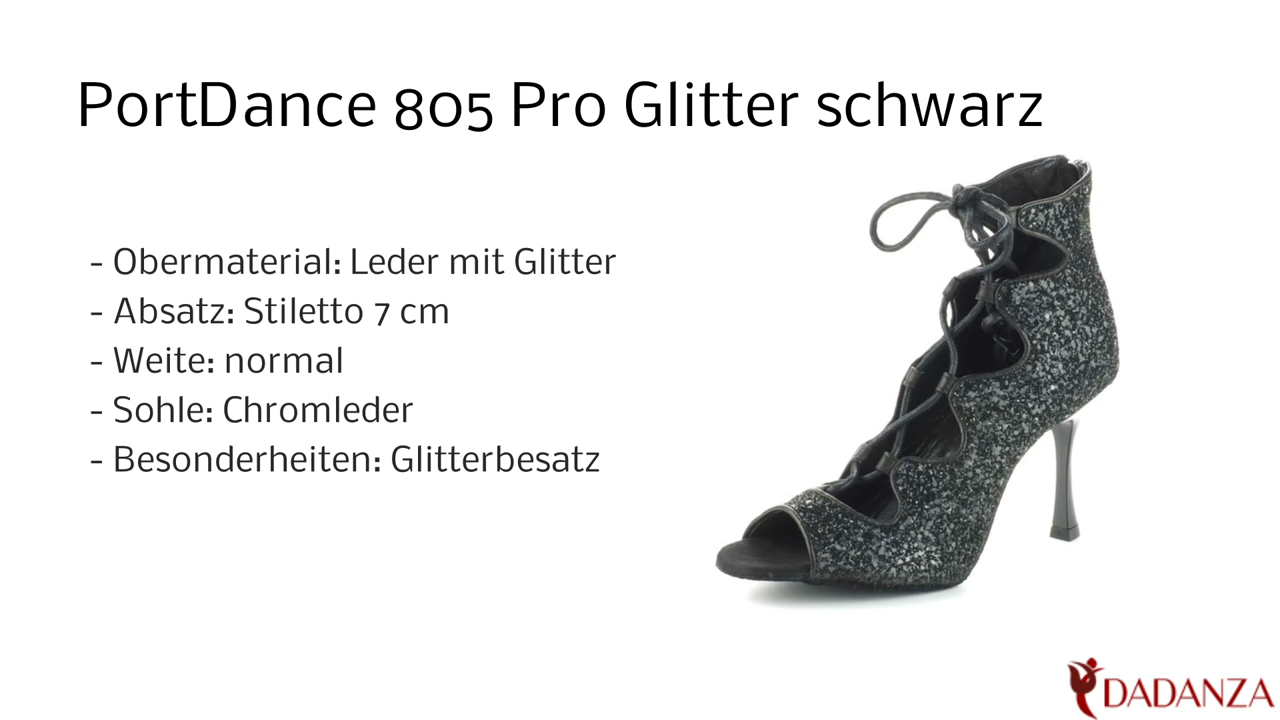 PortDance 805 Pro Glitter schwarz
- Obermaterial: Leder mit Glitter
- Absatz: Stiletto 7 cm
- Weite: normal
- Sohle: Chromleder
- Besonderheiten: Glitterbesatz
DADANZA